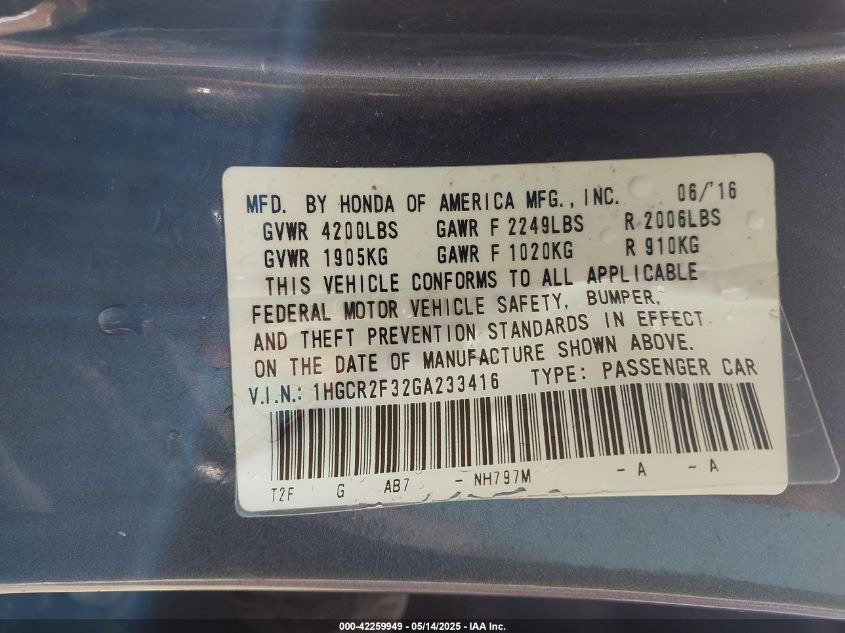 MFD. BY HONDA OF AMERICA MFG., INC. 06/'16
GVWR 4200LBS GAWR F 2249LBS R 2006LBS
GVWR 1905KG GAWR F 1020KG R 910KG
THIS VEHICLE CONFORMS TO ALL APPLICABLE
FEDERAL MOTOR VEHICLE SAFETY, BUMPER,
AND THEFT PREVENTION STANDARDS IN EFFECT
ON THE DATE OF MANUFACTURE SHOWN ABOVE.
V.I.N.: 1HGCR2F32GA233416 TYPE: PASSENGER CAR
T2F G AB7 - NH797M - A - A
000-42259949 - 05/14/2025 - IAA Inc.